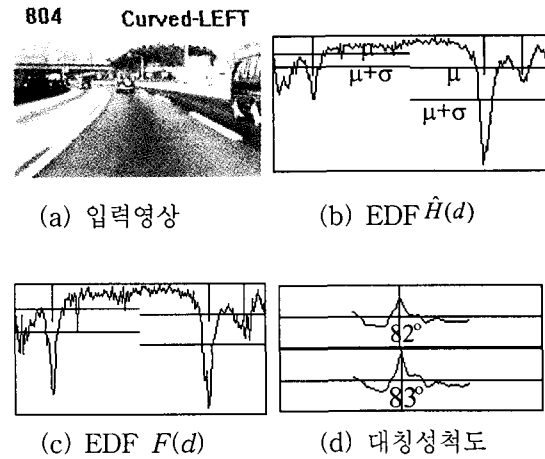 804 Curved-LEFT
μ
μ+σ μ
μ+σ
(a) 입력영상 (b) EDF Ĥ(d)
82°
83°
(c) EDF F(d) (d) 대칭성척도